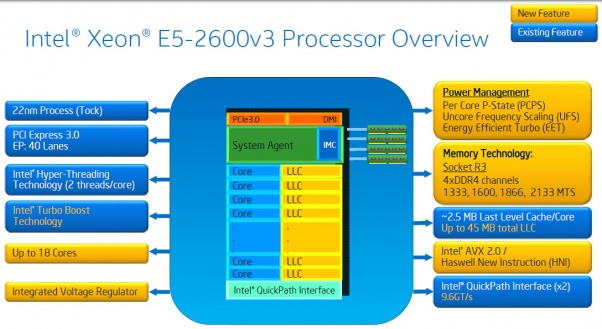 Intel® Xeon® E5-2600v3 Processor Overview
New Feature
Existing Feature
22nm Process (Tock)
PCI Express 3.0
EP: 40 Lanes
Intel® Hyper-Threading
Technology (2 threads/core)
Intel® Turbo Boost
Technology
Up to 18 Cores
Integrated Voltage Regulator
PCIe3.0 DMI
System Agent IMC
Core LLC
Core LLC
Core LLC
Core LLC
. .
. .
Core LLC
Core LLC
Intel® QuickPath Interface
Power Management
Per Core P-State (PCPS)
Uncore Frequency Scaling (UFS)
Energy Efficient Turbo (EET)
Memory Technology:
Socket R3
4xDDR4 channels
1333, 1600, 1866, 2133 MTS
~2.5 MB Last Level Cache/Core
Up to 45 MB total LLC
Intel® AVX 2.0 /
Haswell New Instruction (HNI)
Intel® QuickPath Interface (x2)
9.6GT/s